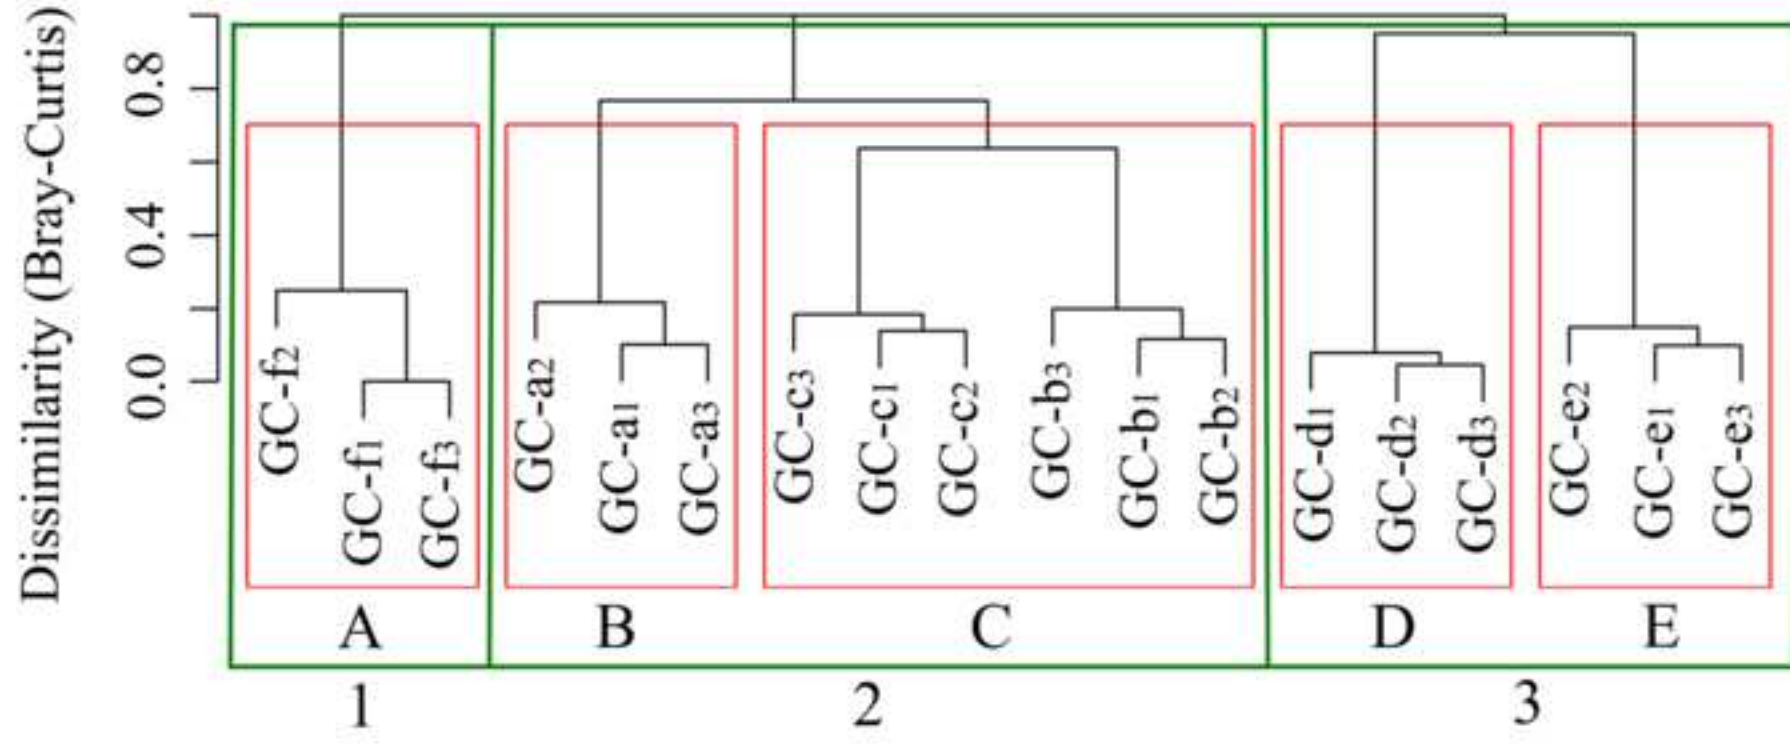 Dissimilarity (Bray-Curtis)
0.8
0.4
0.0
GC-f2
GC-f1
GC-f3
GC-a2
GC-a1
GC-a3
GC-c3
GC-c1
GC-c2
GC-b3
GC-b1
GC-b2
GC-d1
GC-d2
GC-d3
GC-e2
GC-e1
GC-e3
A B C D E
1 2 3